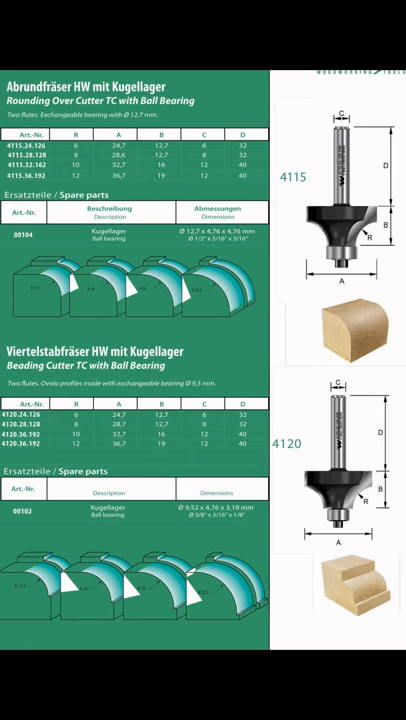 WOODWORKING TOOLS
Abrundfräser HW mit Kugellager
Rounding Over Cutter TC with Ball Bearing
Two flutes. Exchangeable bearing with Ø 12,7 mm.
Art.-Nr. R A B C D
4115.24.126 6 24,7 12,7 6 32
4115.28.128 8 28,6 12,7 8 32
4115.32.162 10 32,7 16 12 40
4115.36.192 12 36,7 19 12 40
Ersatzteile / Spare parts
Art.-Nr. Beschreibung Abmessungen
Description Dimensions
00104 Kugellager Ø 12,7 x 4,76 x 4,76 mm
Ball bearing Ø 1/2" x 3/16" x 3/16"
4115
C
D
B
R
A
Viertelstabfräser HW mit Kugellager
Beading Cutter TC with Ball Bearing
Two flutes. Ovolo profiles made with exchangeable bearing Ø 9,5 mm.
Art.-Nr. R A B C D
4120.24.126 6 24,7 12,7 6 32
4120.28.128 8 28,7 12,7 8 32
4120.36.192 10 32,7 16 12 40
4120.36.192 12 36,7 19 12 40
Ersatzteile / Spare parts
Art.-Nr. Description Dimensions
00102 Kugellager Ø 9,52 x 4,76 x 3,18 mm
Ball bearing Ø 3/8" x 3/16" x 1/8"
4120
C
D
B
R
A